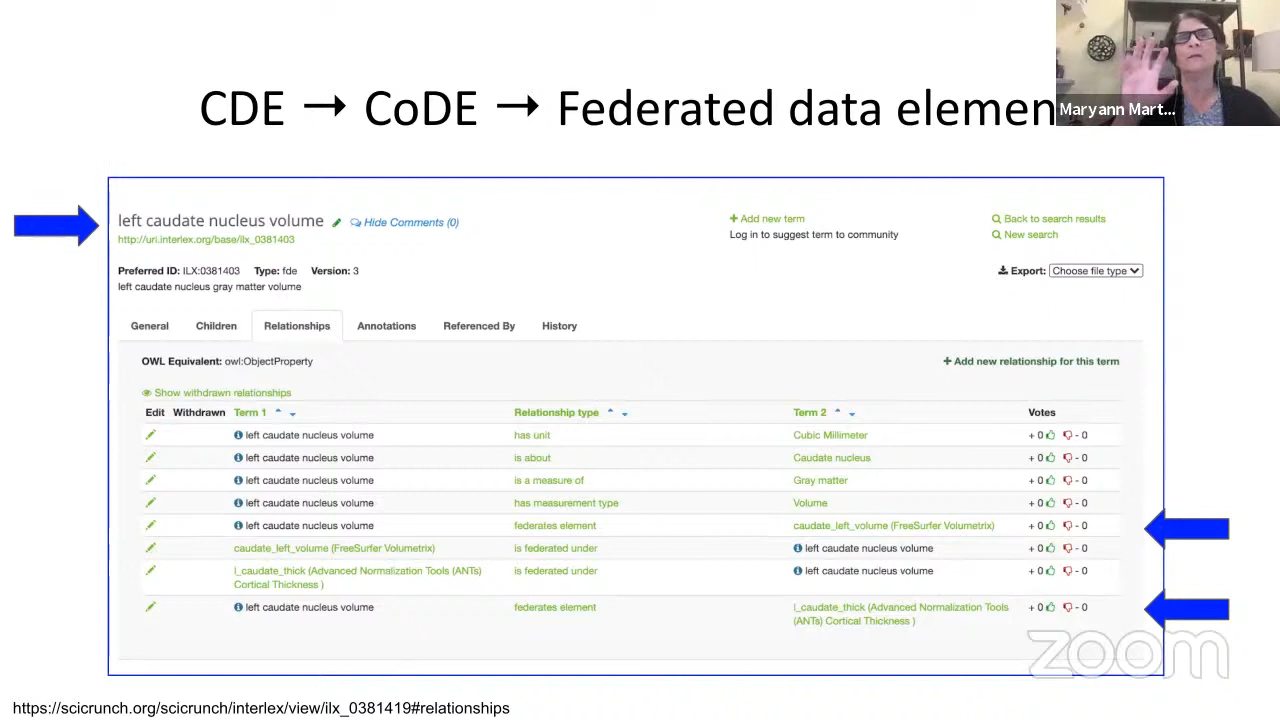 CDE → CoDE → Federated data elemen
Maryann Mart...
left caudate nucleus volume Hide Comments (0)
http://uri.interlex.org/base/ilx_0381403
+ Add new term
Log in to suggest term to community
Back to search results
New search
Preferred ID: ILX:0381403 Type: fde Version: 3
left caudate nucleus gray matter volume
Export: Choose file type
General Children Relationships Annotations Referenced By History
OWL Equivalent: owl:ObjectProperty
+ Add new relationship for this term
Show withdrawn relationships
Edit Withdrawn Term 1 Relationship type Term 2 Votes
left caudate nucleus volume has unit Cubic Millimeter + 0 - 0
left caudate nucleus volume is about Caudate nucleus + 0 - 0
left caudate nucleus volume is a measure of Gray matter + 0 - 0
left caudate nucleus volume has measurement type Volume + 0 - 0
left caudate nucleus volume federates element caudate_left_volume (FreeSurfer Volumetrix) + 0 - 0
caudate_left_volume (FreeSurfer Volumetrix) is federated under left caudate nucleus volume + 0 - 0
l_caudate_thick (Advanced Normalization Tools (ANTs) is federated under left caudate nucleus volume + 0 - 0
Cortical Thickness )
left caudate nucleus volume federates element l_caudate_thick (Advanced Normalization Tools + 0 - 0
(ANTs) Cortical Thickness )
zoom
https://scicrunch.org/scicrunch/interlex/view/ilx_0381419#relationships